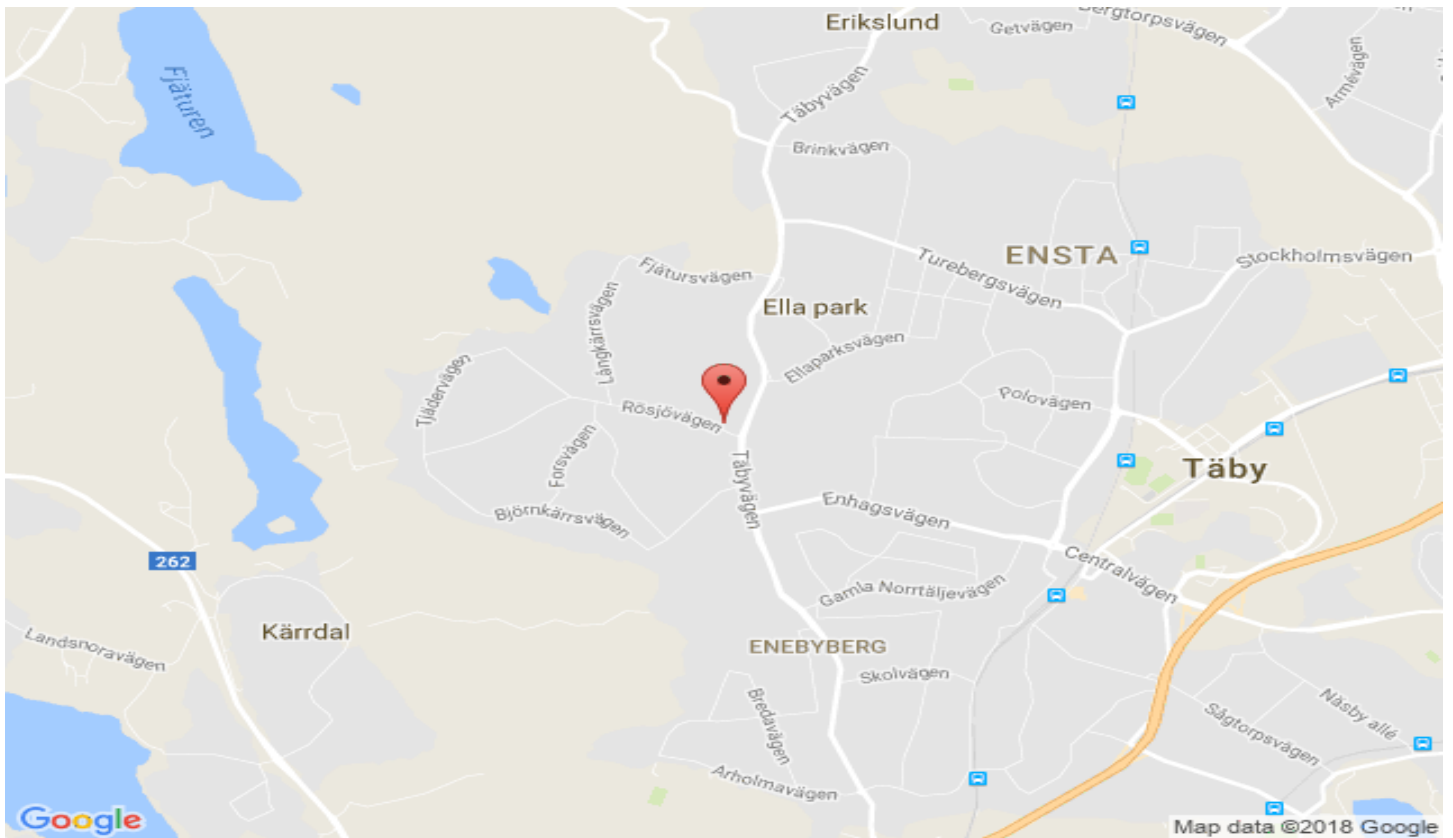 Erikslund
Getvägen
Bergtorpsvägen
Armévägen
Fjäturen
Täbyvägen
Brinkvägen
ENSTA
Stockholmsvägen
Turebergsvägen
Fjätursvägen
Ella park
Långkärrsvägen
Ellaparksvägen
Tjädervägen
Polovägen
Rösjövägen
Forsvägen
Täbyvägen
Täby
Enhagsvägen
Björnkärrsvägen
262
Centralvägen
Gamla Norrtäljevägen
Kärrdal
Landsnoravägen
ENEBYBERG
Skolvägen
Bredavägen
Näsby allé
Sågtorpsvägen
Arholmavägen
Google
Map data ©2018 Google